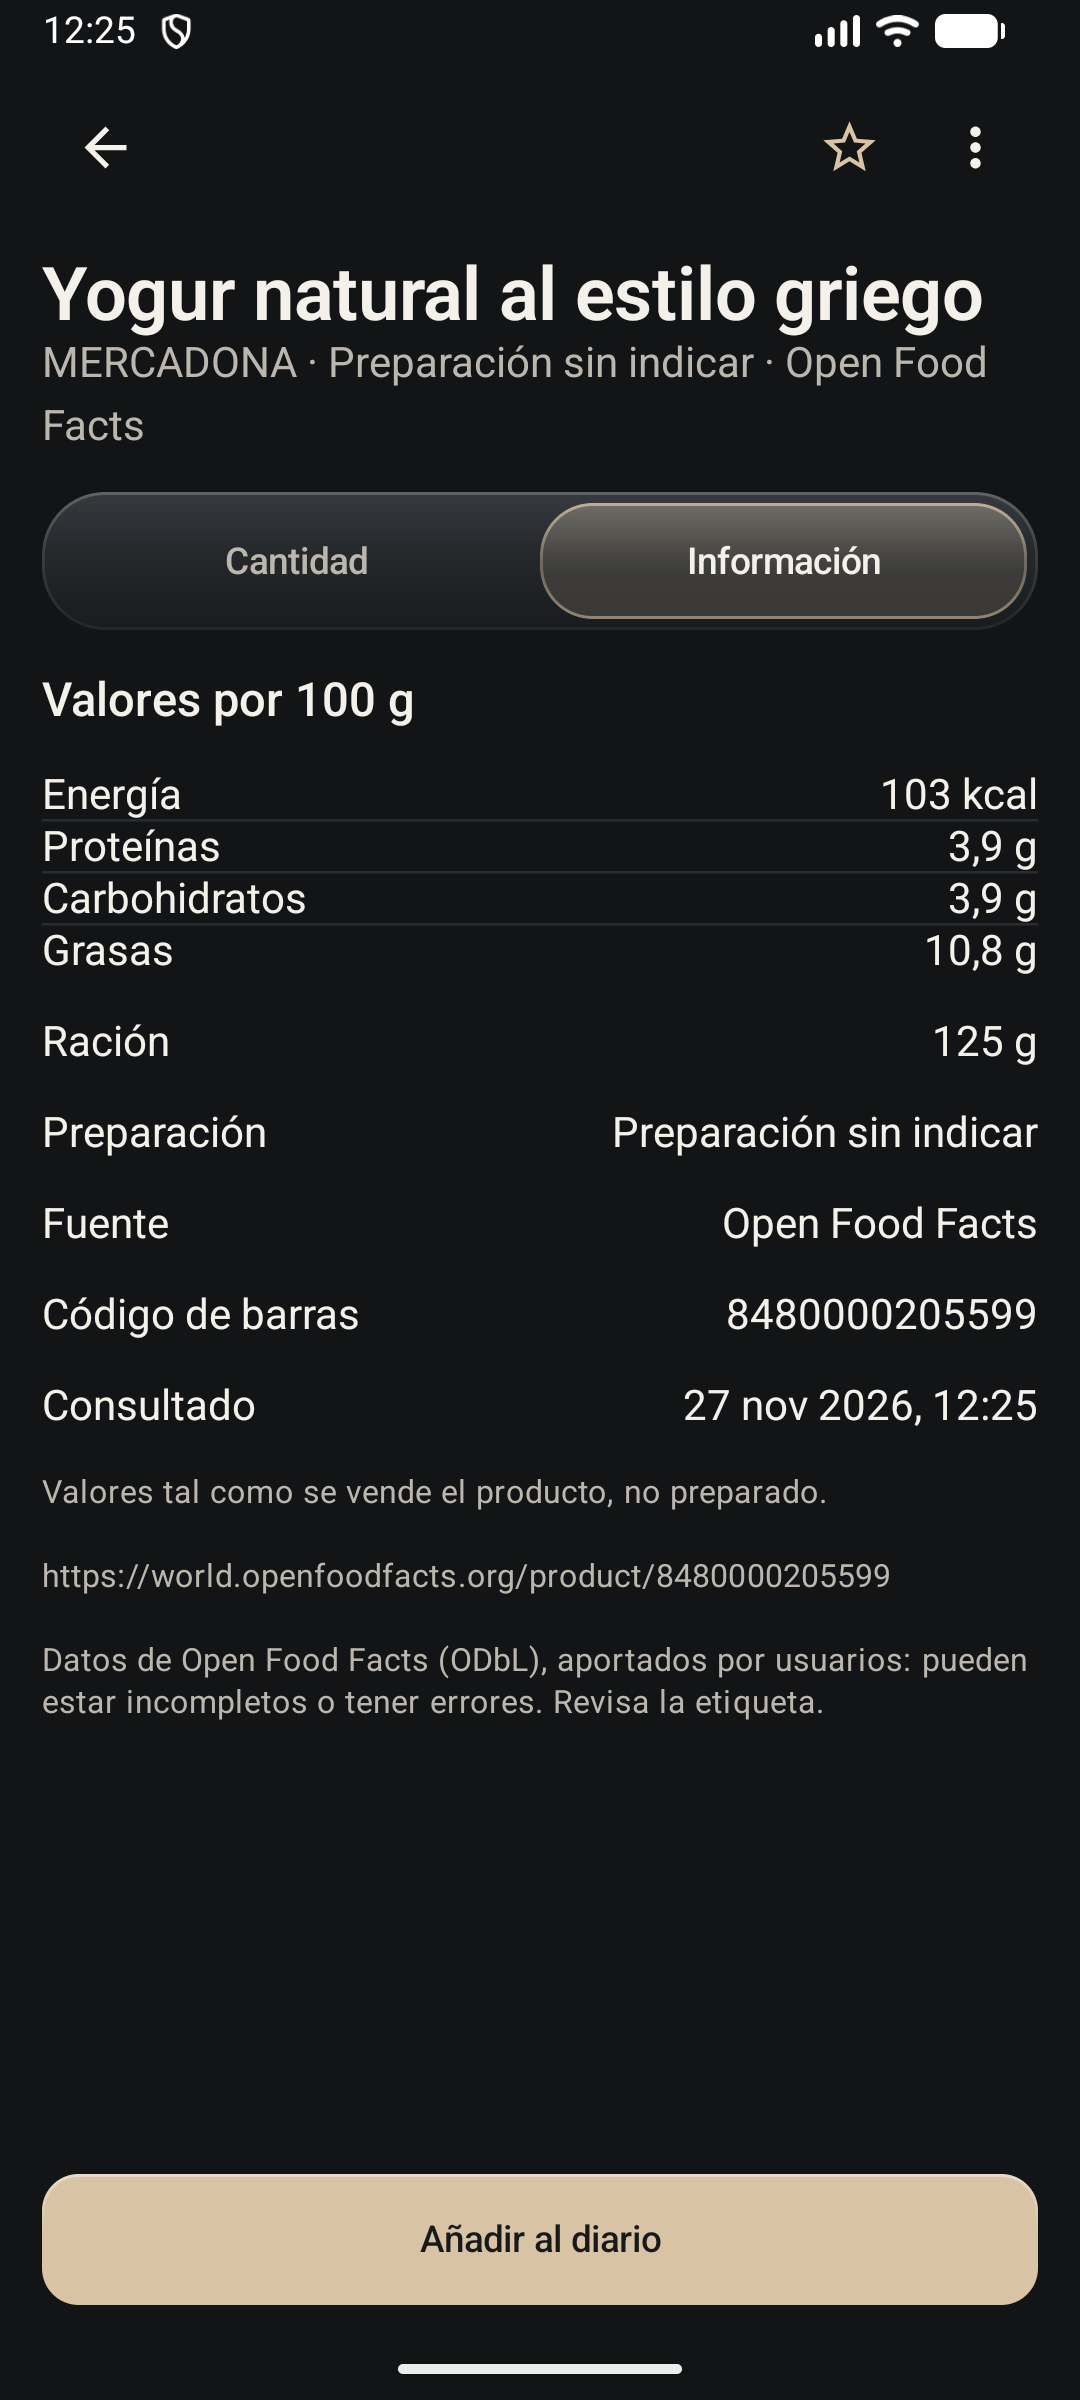 12:25
Yogur natural al estilo griego
MERCADONA · Preparación sin indicar · Open Food
Facts
Cantidad
Información
Valores por 100 g
Energía 103 kcal
Proteínas 3,9 g
Carbohidratos 3,9 g
Grasas 10,8 g
Ración 125 g
Preparación Preparación sin indicar
Fuente Open Food Facts
Código de barras 8480000205599
Consultado 27 nov 2026, 12:25
Valores tal como se vende el producto, no preparado.
https://world.openfoodfacts.org/product/8480000205599
Datos de Open Food Facts (ODbL), aportados por usuarios: pueden
estar incompletos o tener errores. Revisa la etiqueta.
Añadir al diario